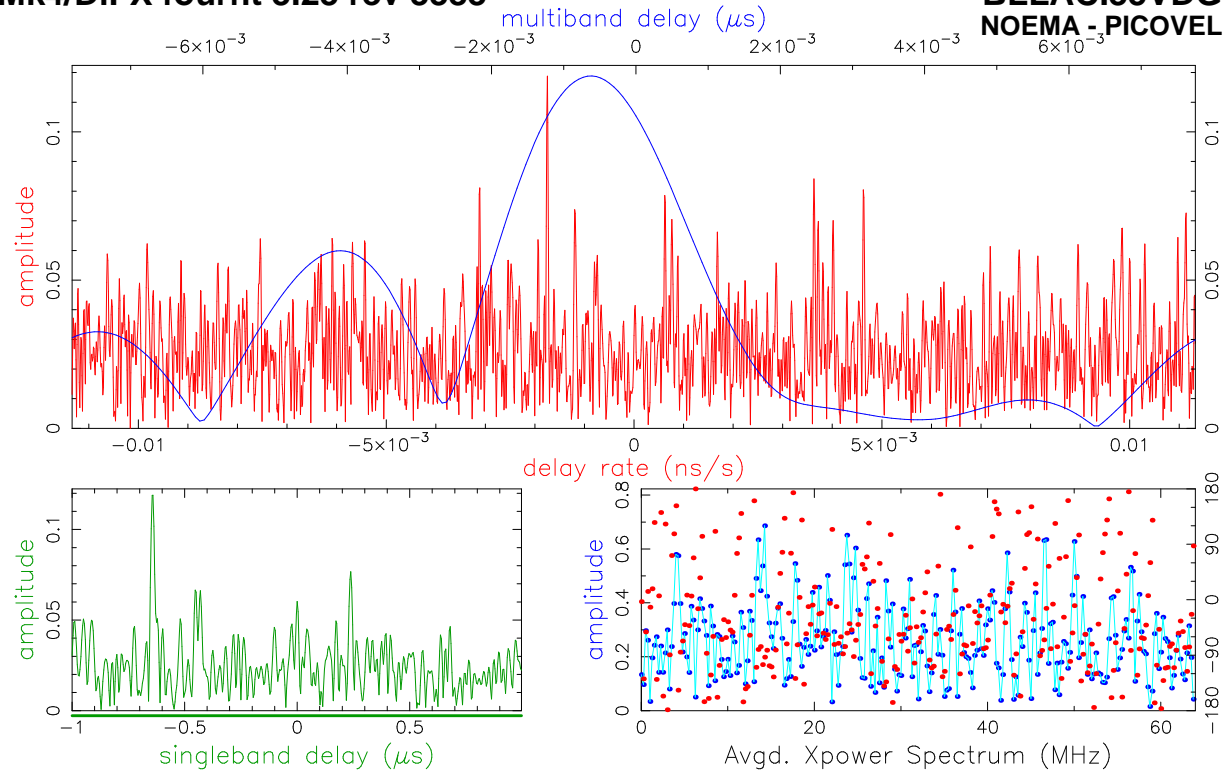 NOEMA - PICOVEL
multiband delay (μs)
−6×10⁻³ −4×10⁻³ −2×10⁻³ 0 2×10⁻³ 4×10⁻³ 6×10⁻³
amplitude
0 0.05 0.1
0 0.05 0.1
−0.01 −5×10⁻³ 0 5×10⁻³ 0.01
delay rate (ns/s)
amplitude
0 0.05 0.1
−1 −0.5 0 0.5
singleband delay (μs)
amplitude
0 0.2 0.4 0.6 0.8
−180 −90 0 90 180
0 20 40 60
Avgd. Xpower Spectrum (MHz)